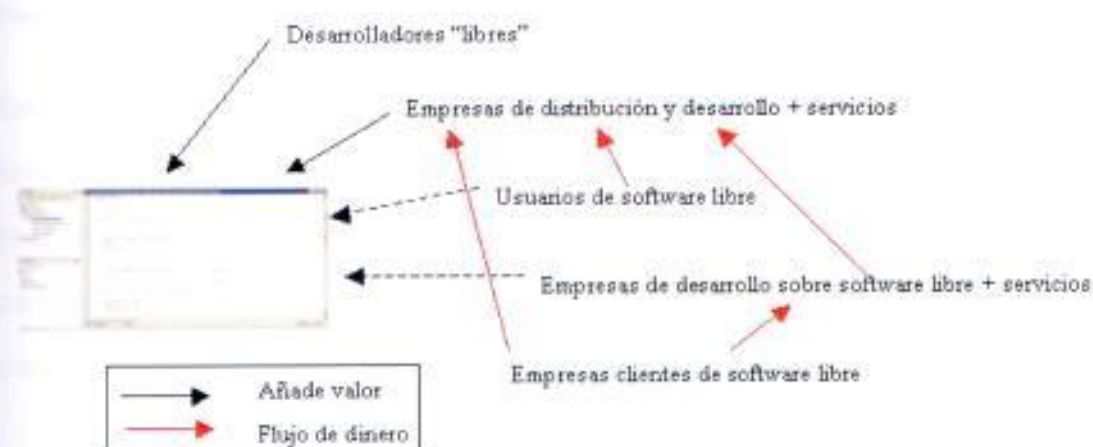 Desarrolladores "libres"
Empresas de distribución y desarrollo + servicios
Usuarios de software libre
Empresas de desarrollo sobre software libre + servicios
Empresas clientes de software libre
Añade valor
Flujo de dinero